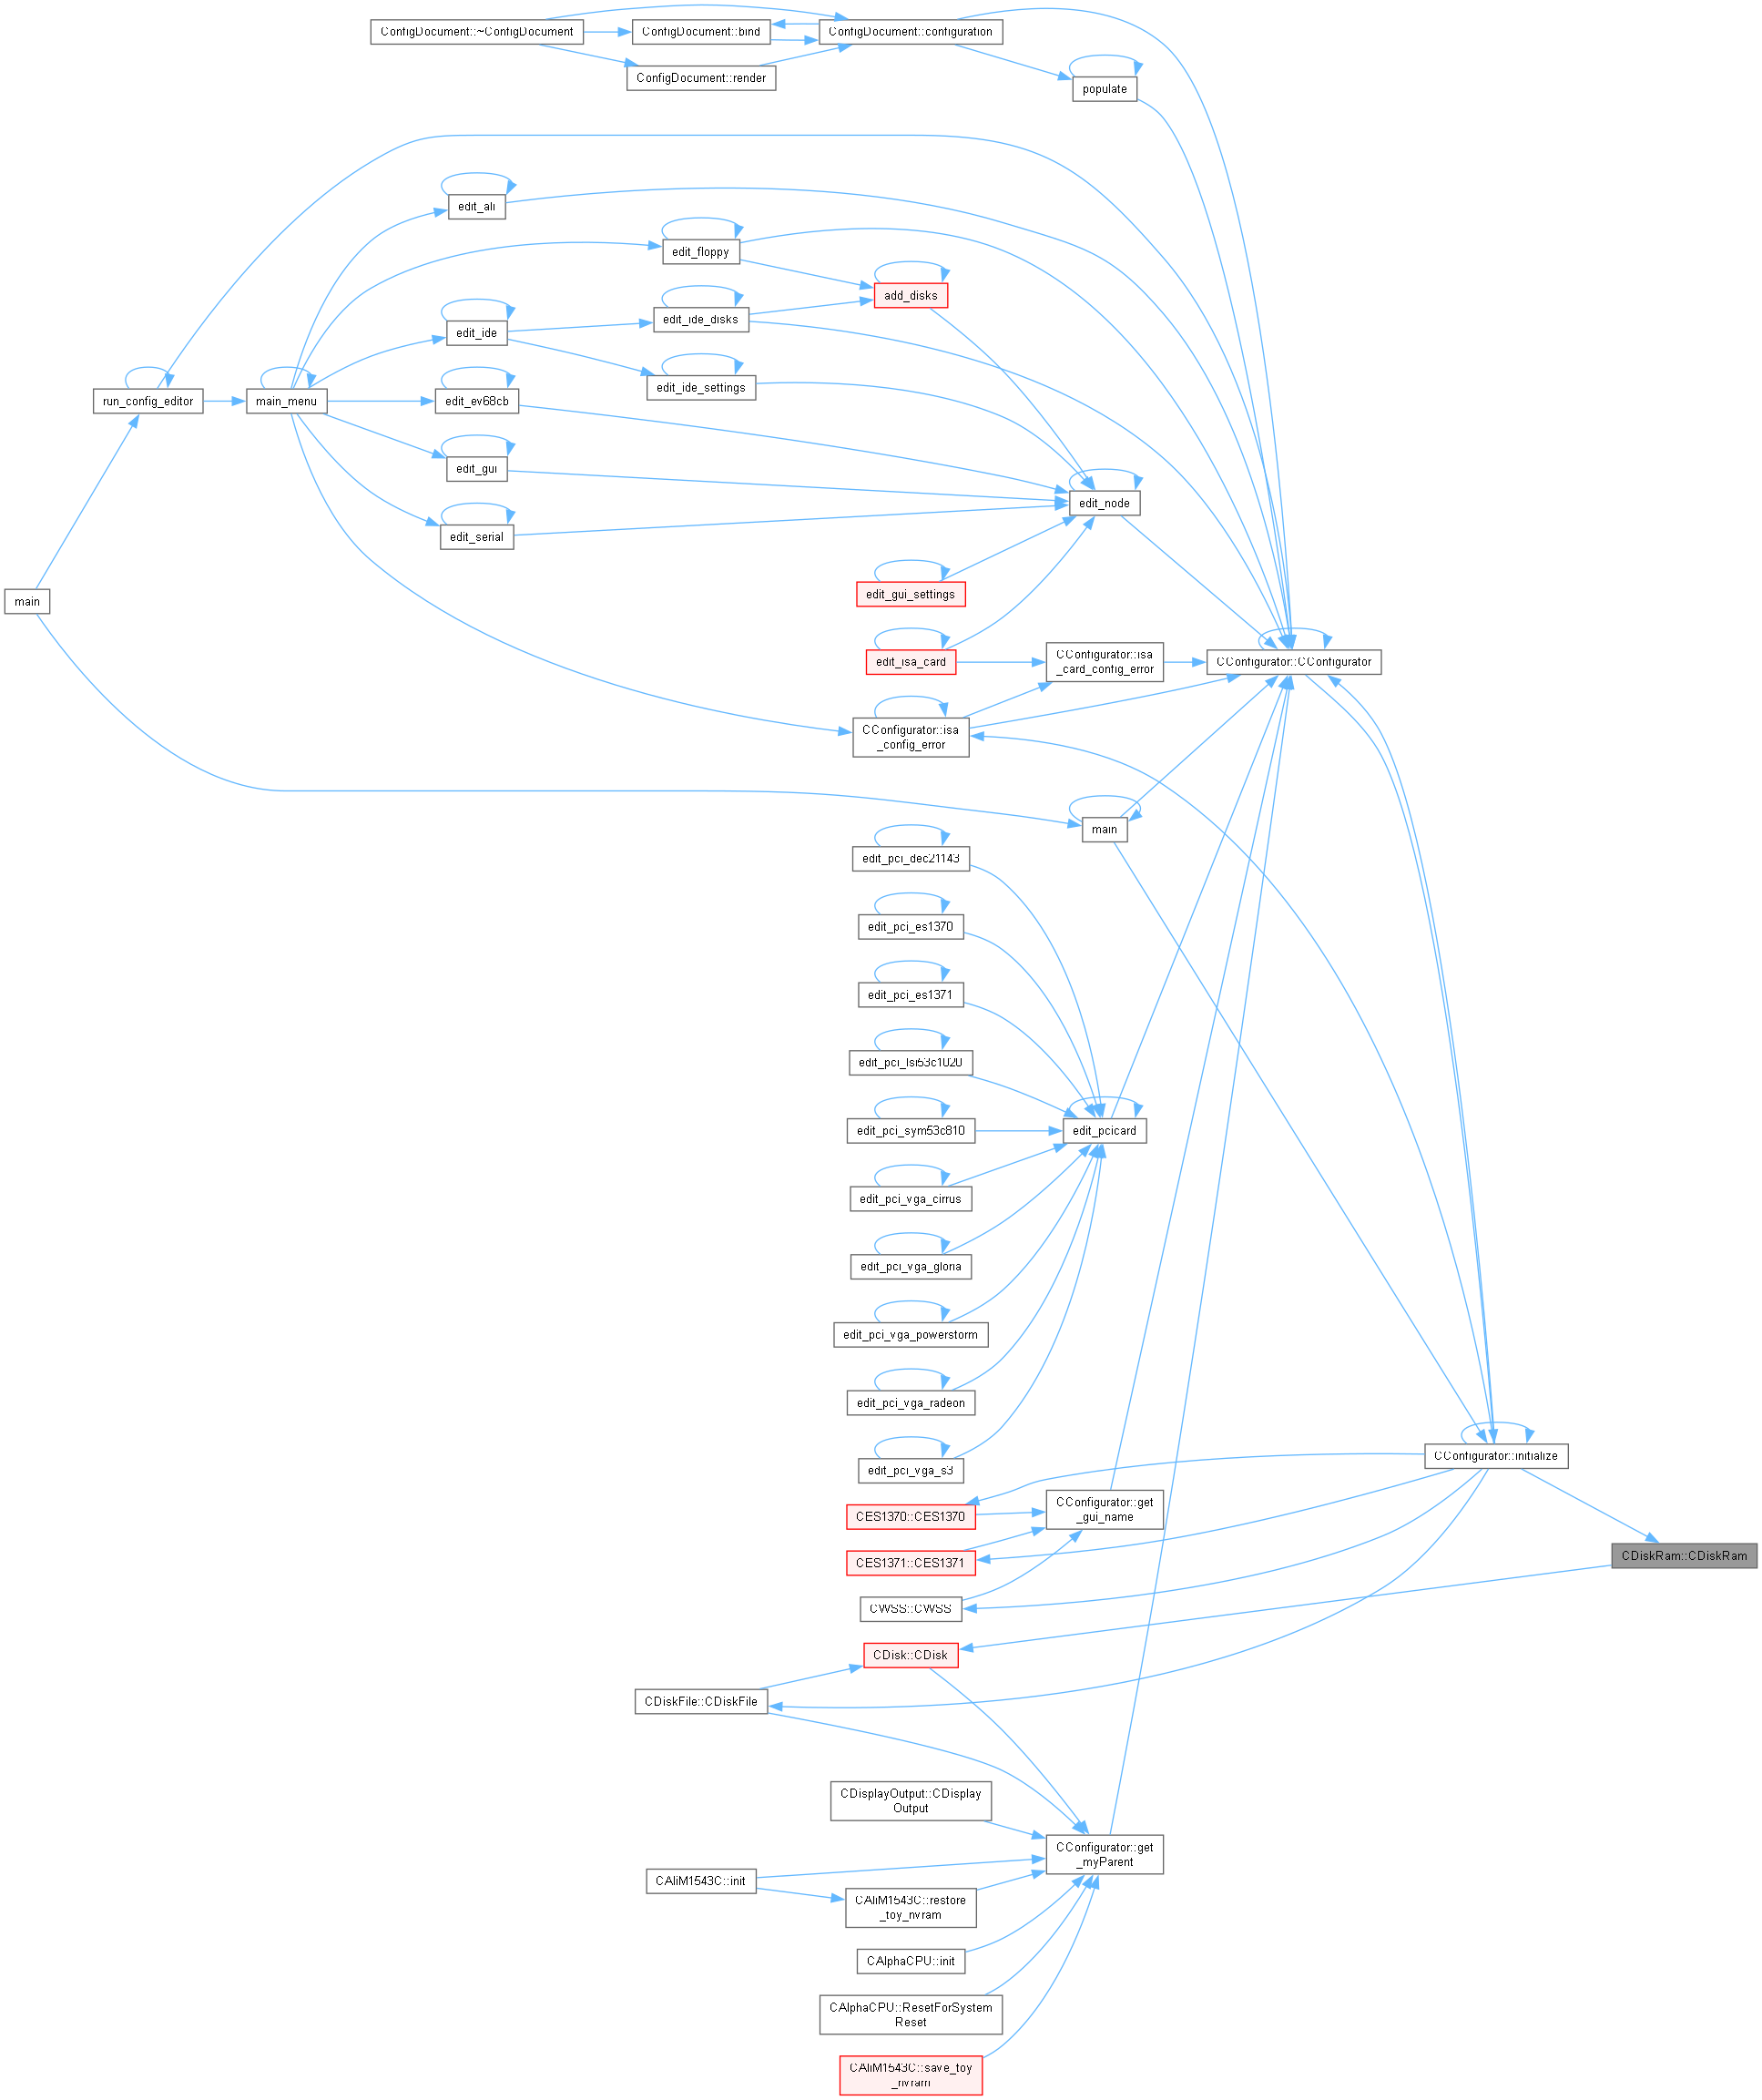 ConfigDocument::~ConfigDocument
ConfigDocument::bind
ConfigDocument::configuration
ConfigDocument::render
populate
edit_ali
edit_floppy
add_disks
edit_ide_disks
edit_ide
edit_ide_settings
run_config_editor
main_menu
edit_ev68cb
edit_gui
edit_node
edit_serial
main
edit_gui_settings
edit_isa_card
CConfigurator::isa
_card_config_error
CConfigurator::CConfigurator
CConfigurator::isa
_config_error
main
edit_pci_dec21143
edit_pci_es1370
edit_pci_es1371
edit_pci_lsi53c1020
edit_pci_sym53c810
edit_pcicard
edit_pci_vga_cirrus
edit_pci_vga_gloria
edit_pci_vga_powerstorm
edit_pci_vga_radeon
edit_pci_vga_s3
CConfigurator::initialize
CES1370::CES1370
CConfigurator::get
_gui_name
CES1371::CES1371
CDiskRam::CDiskRam
CWSS::CWSS
CDisk::CDisk
CDiskFile::CDiskFile
CDisplayOutput::CDisplay
Output
CConfigurator::get
_myParent
CAliM1543C::init
CAliM1543C::restore
_toy_nvram
CAlphaCPU::init
CAlphaCPU::ResetForSystem
Reset
CAliM1543C::save_toy
_nvram